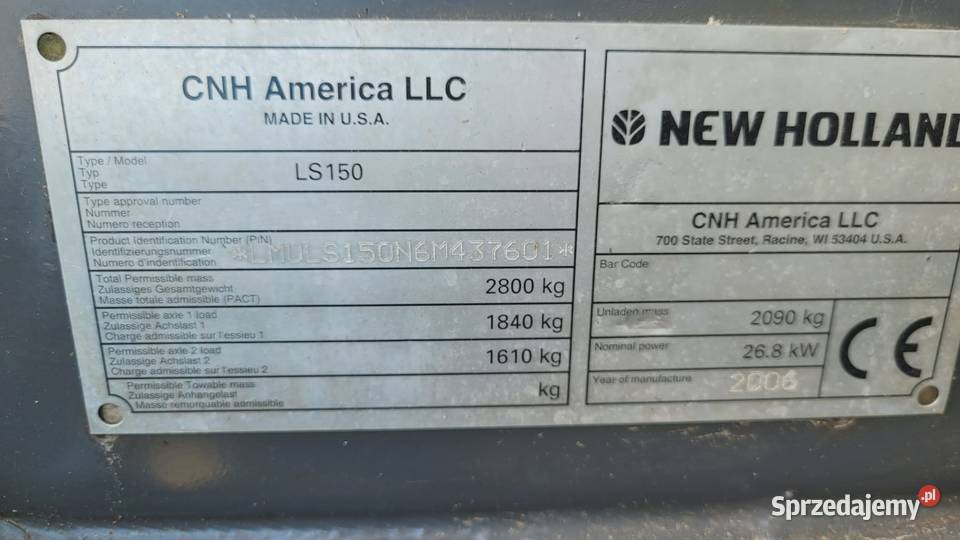 CNH America LLC
MADE IN U.S.A.
Type / Model
Typ
Type
LS150
Type approval number
Nummer
Numero reception
Product Identification Number (PIN)
Identifizierungsnummer
Numero d'indentification
*LMULS150N6M437601*
Total Permissible mass
Zulassiges Gesamtgewicht
Masse totale admissible (PACT)
2800 kg
Permissible axle 1 load
Zulassige Achslast 1
Charge admissible sur l'essieu 1
1840 kg
Permissible axle 2 load
Zulassige Achslast 2
Charge admissible sur l'essieu 2
1610 kg
Permissible Towable mass
Zulassige Anhangelast
Masse remorquable admissible
kg
NEW HOLLAND
CNH America LLC
700 State Street, Racine, WI 53404 U.S.A.
Bar Code
Unladen mass
2090 kg
Nominal power
26.8 kW
Year of manufacture
2006
CE
Sprzedajemy.pl